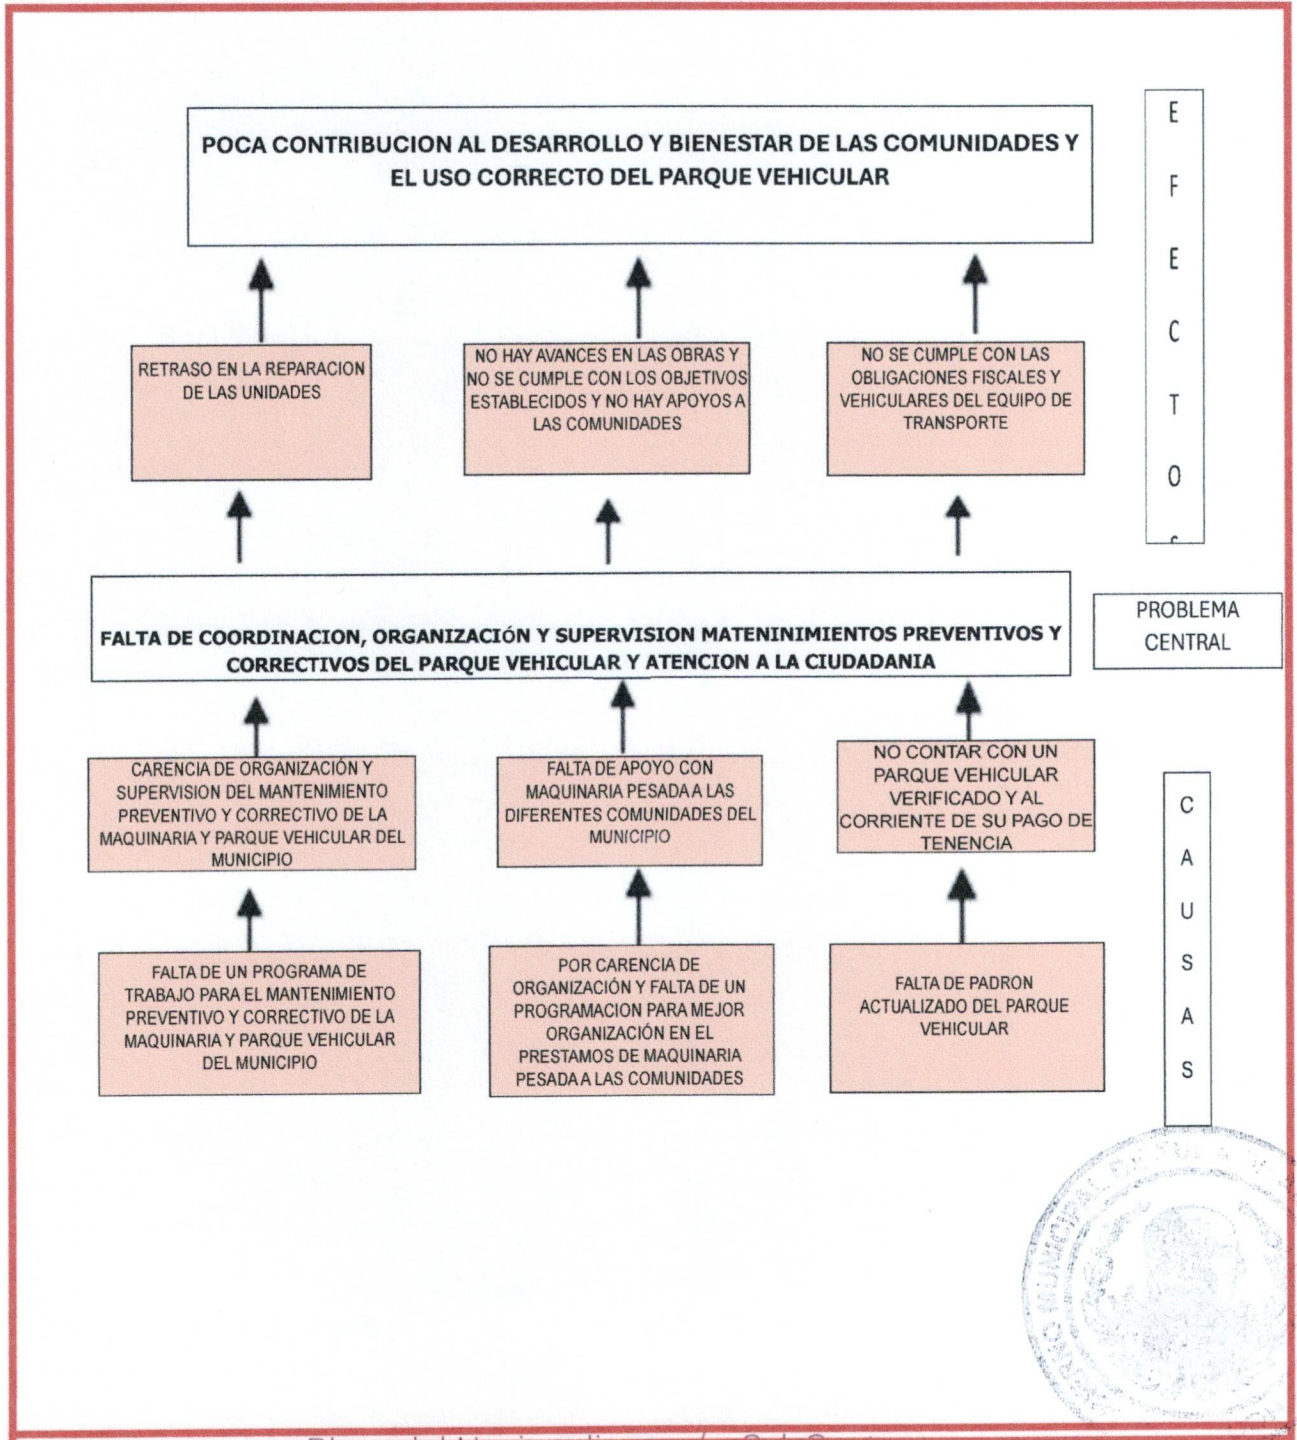 POCA CONTRIBUCION AL DESARROLLO Y BIENESTAR DE LAS COMUNIDADES Y
EL USO CORRECTO DEL PARQUE VEHICULAR
E
F
E
C
T
O
RETRASO EN LA REPARACION
DE LAS UNIDADES
NO HAY AVANCES EN LAS OBRAS Y
NO SE CUMPLE CON LOS OBJETIVOS
ESTABLECIDOS Y NO HAY APOYOS A
LAS COMUNIDADES
NO SE CUMPLE CON LAS
OBLIGACIONES FISCALES Y
VEHICULARES DEL EQUIPO DE
TRANSPORTE
FALTA DE COORDINACION, ORGANIZACIÓN Y SUPERVISION MATENINIMIENTOS PREVENTIVOS Y
CORRECTIVOS DEL PARQUE VEHICULAR Y ATENCION A LA CIUDADANIA
PROBLEMA
CENTRAL
CARENCIA DE ORGANIZACIÓN Y
SUPERVISION DEL MANTENIMIENTO
PREVENTIVO Y CORRECTIVO DE LA
MAQUINARIA Y PARQUE VEHICULAR DEL
MUNICIPIO
FALTA DE APOYO CON
MAQUINARIA PESADA A LAS
DIFERENTES COMUNIDADES DEL
MUNICIPIO
NO CONTAR CON UN
PARQUE VEHICULAR
VERIFICADO Y AL
CORRIENTE DE SU PAGO DE
TENENCIA
C
A
U
S
A
S
FALTA DE UN PROGRAMA DE
TRABAJO PARA EL MANTENIMIENTO
PREVENTIVO Y CORRECTIVO DE LA
MAQUINARIA Y PARQUE VEHICULAR
DEL MUNICIPIO
POR CARENCIA DE
ORGANIZACIÓN Y FALTA DE UN
PROGRAMACION PARA MEJOR
ORGANIZACIÓN EN EL
PRESTAMOS DE MAQUINARIA
PESADA A LAS COMUNIDADES
FALTA DE PADRON
ACTUALIZADO DEL PARQUE
VEHICULAR
MUNICIPAL DE